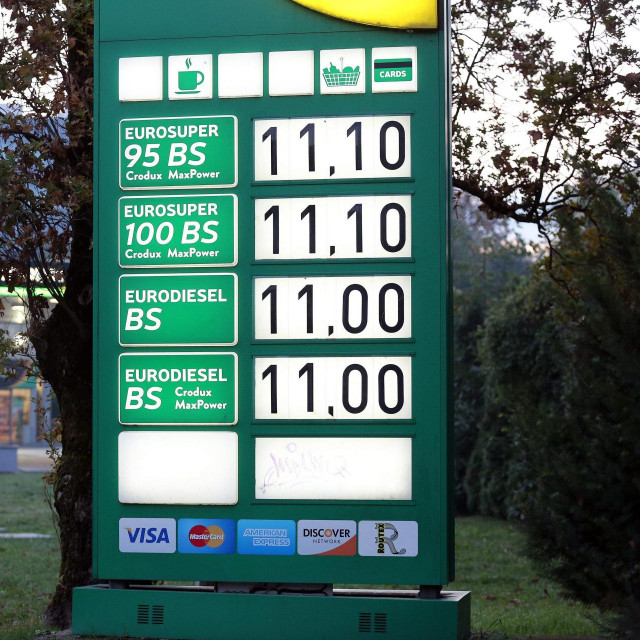 CARDS
EUROSUPER
95 BS
Crodux MaxPower
11,10
EUROSUPER
100 BS
Crodux MaxPower
11,10
EURODIESEL
BS
11,00
EURODIESEL
BS Crodux
MaxPower
11,00
VISA
MasterCard
AMERICAN
EXPRESS
DISCOVER
NETWORK
ROUTEX
R